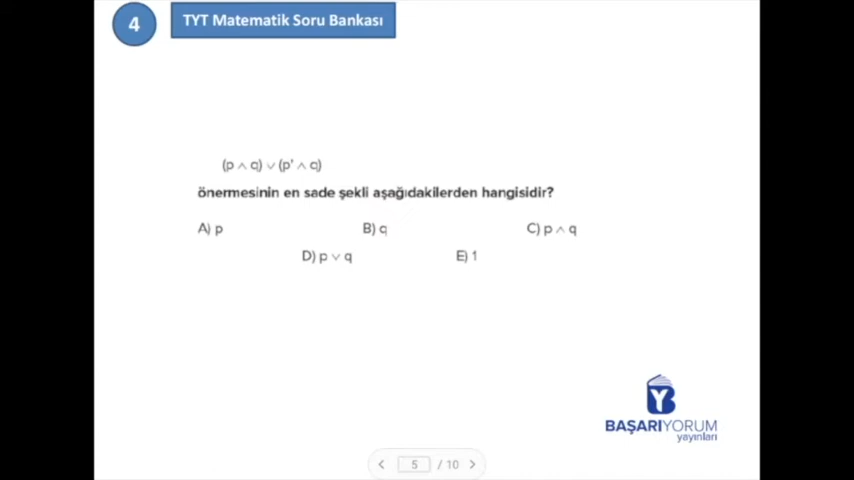 4
TYT Matematik Soru Bankası
(p ∧ q) ∨ (p' ∧ q)
önermesinin en sade şekli aşağıdakilerden hangisidir?
A) p B) q C) p ∧ q
D) p ∨ q E) 1
BAŞARIYORUM
yayınları
5 / 10